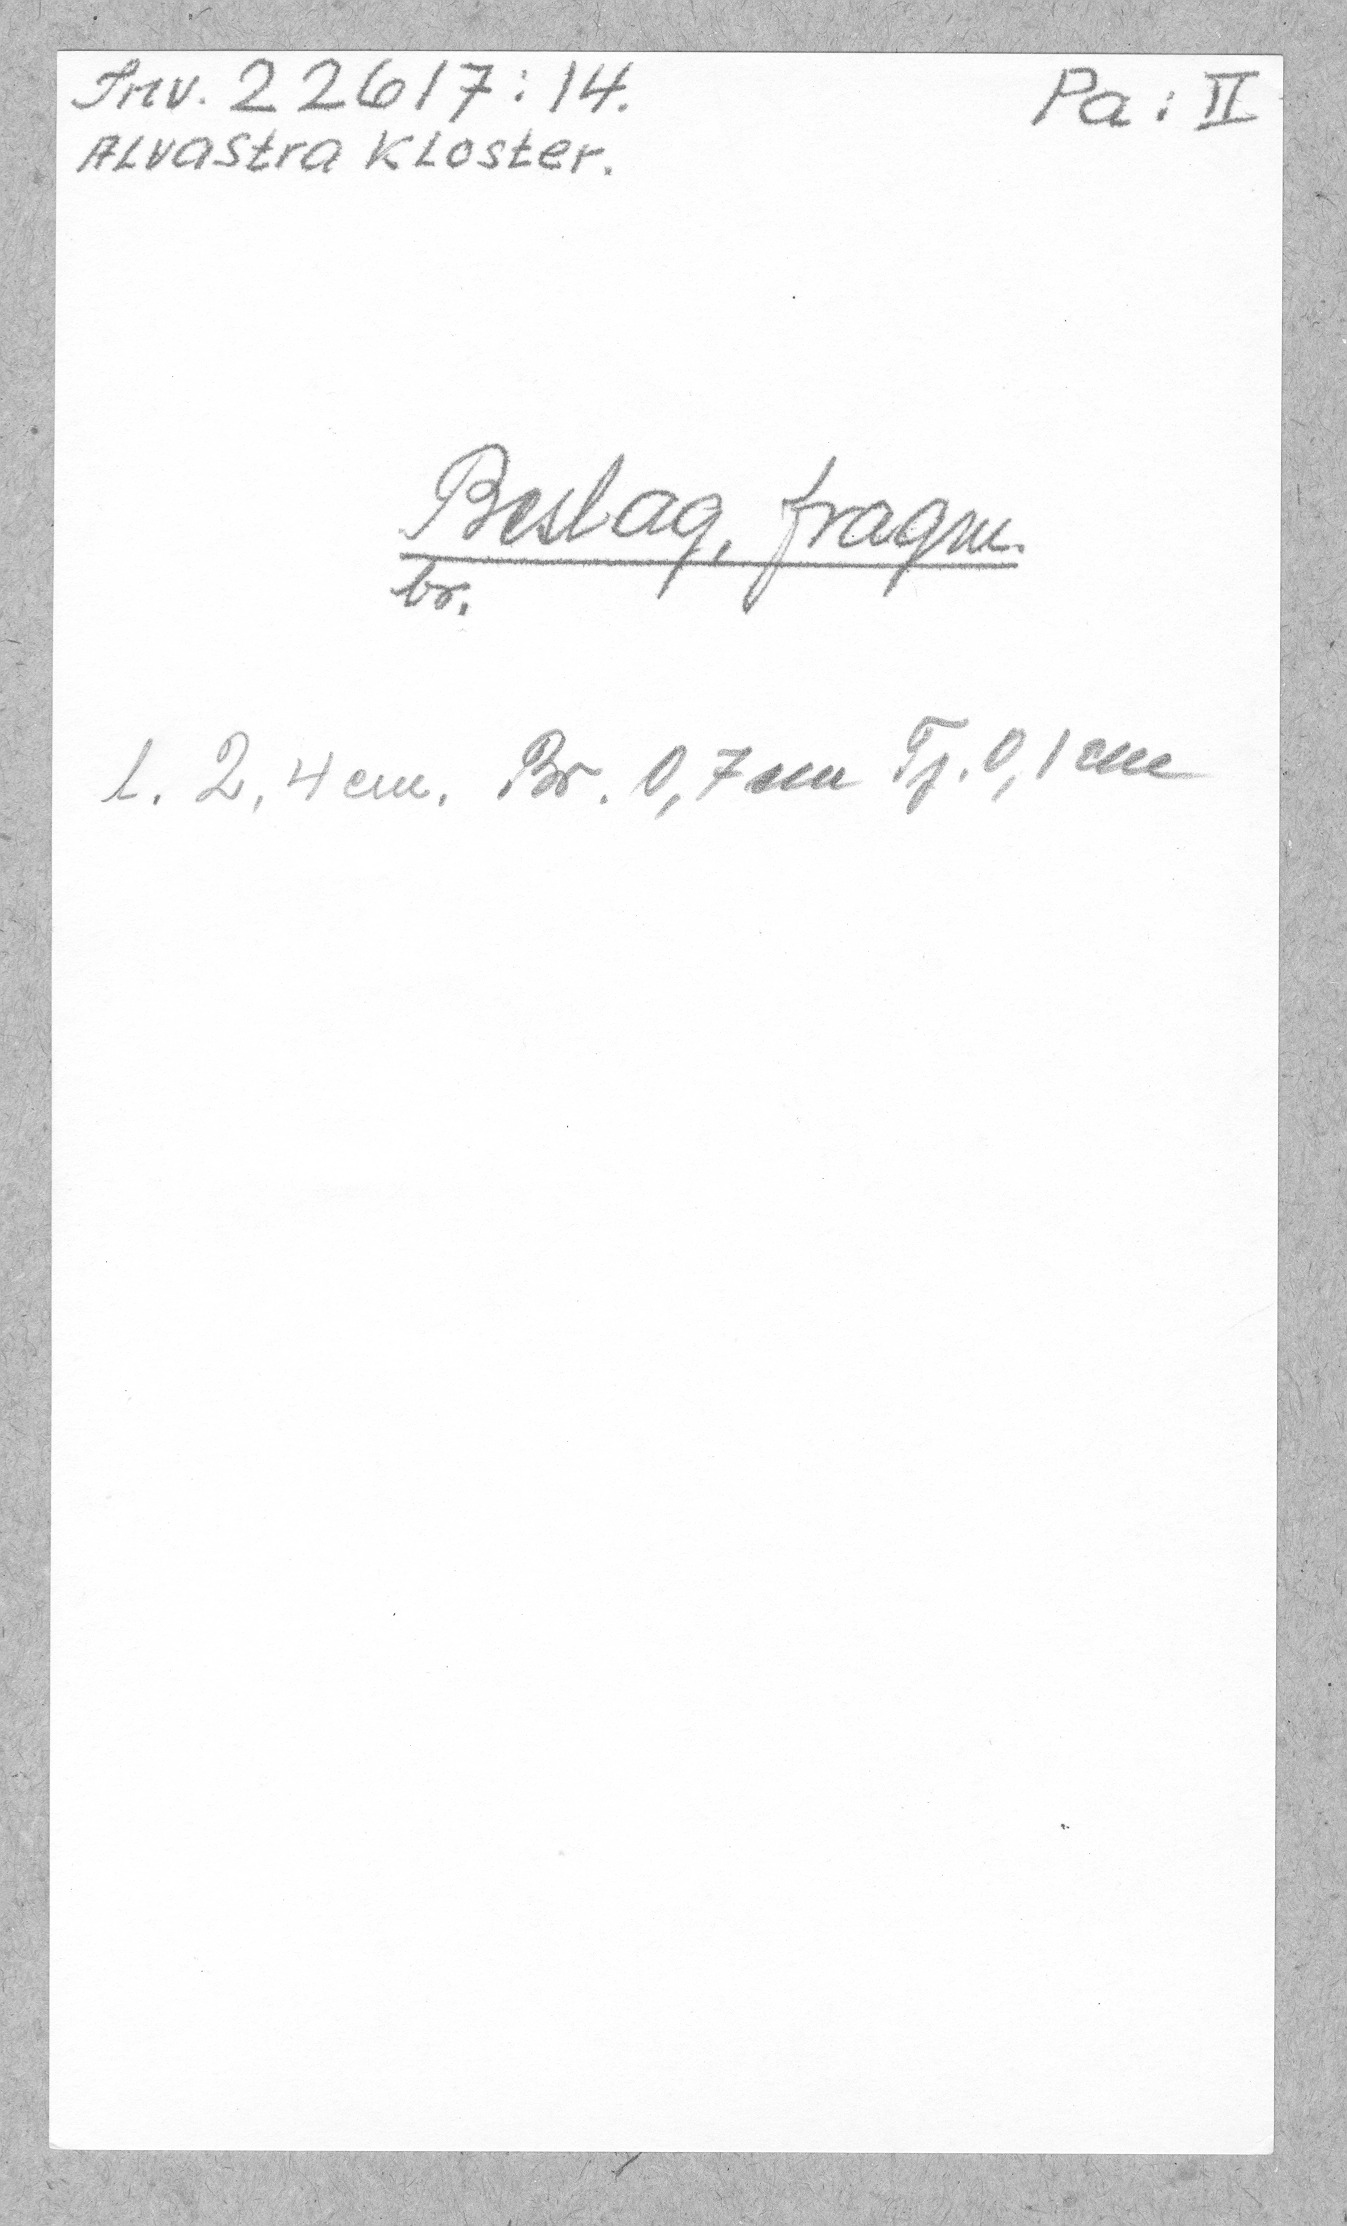 Inv. 22617:14. Pa: II
Alvastra Kloster.
Beslag, fragm.
br.
l. 2,4 cm. Br. 0,7 cm Tj. 0,1 cm